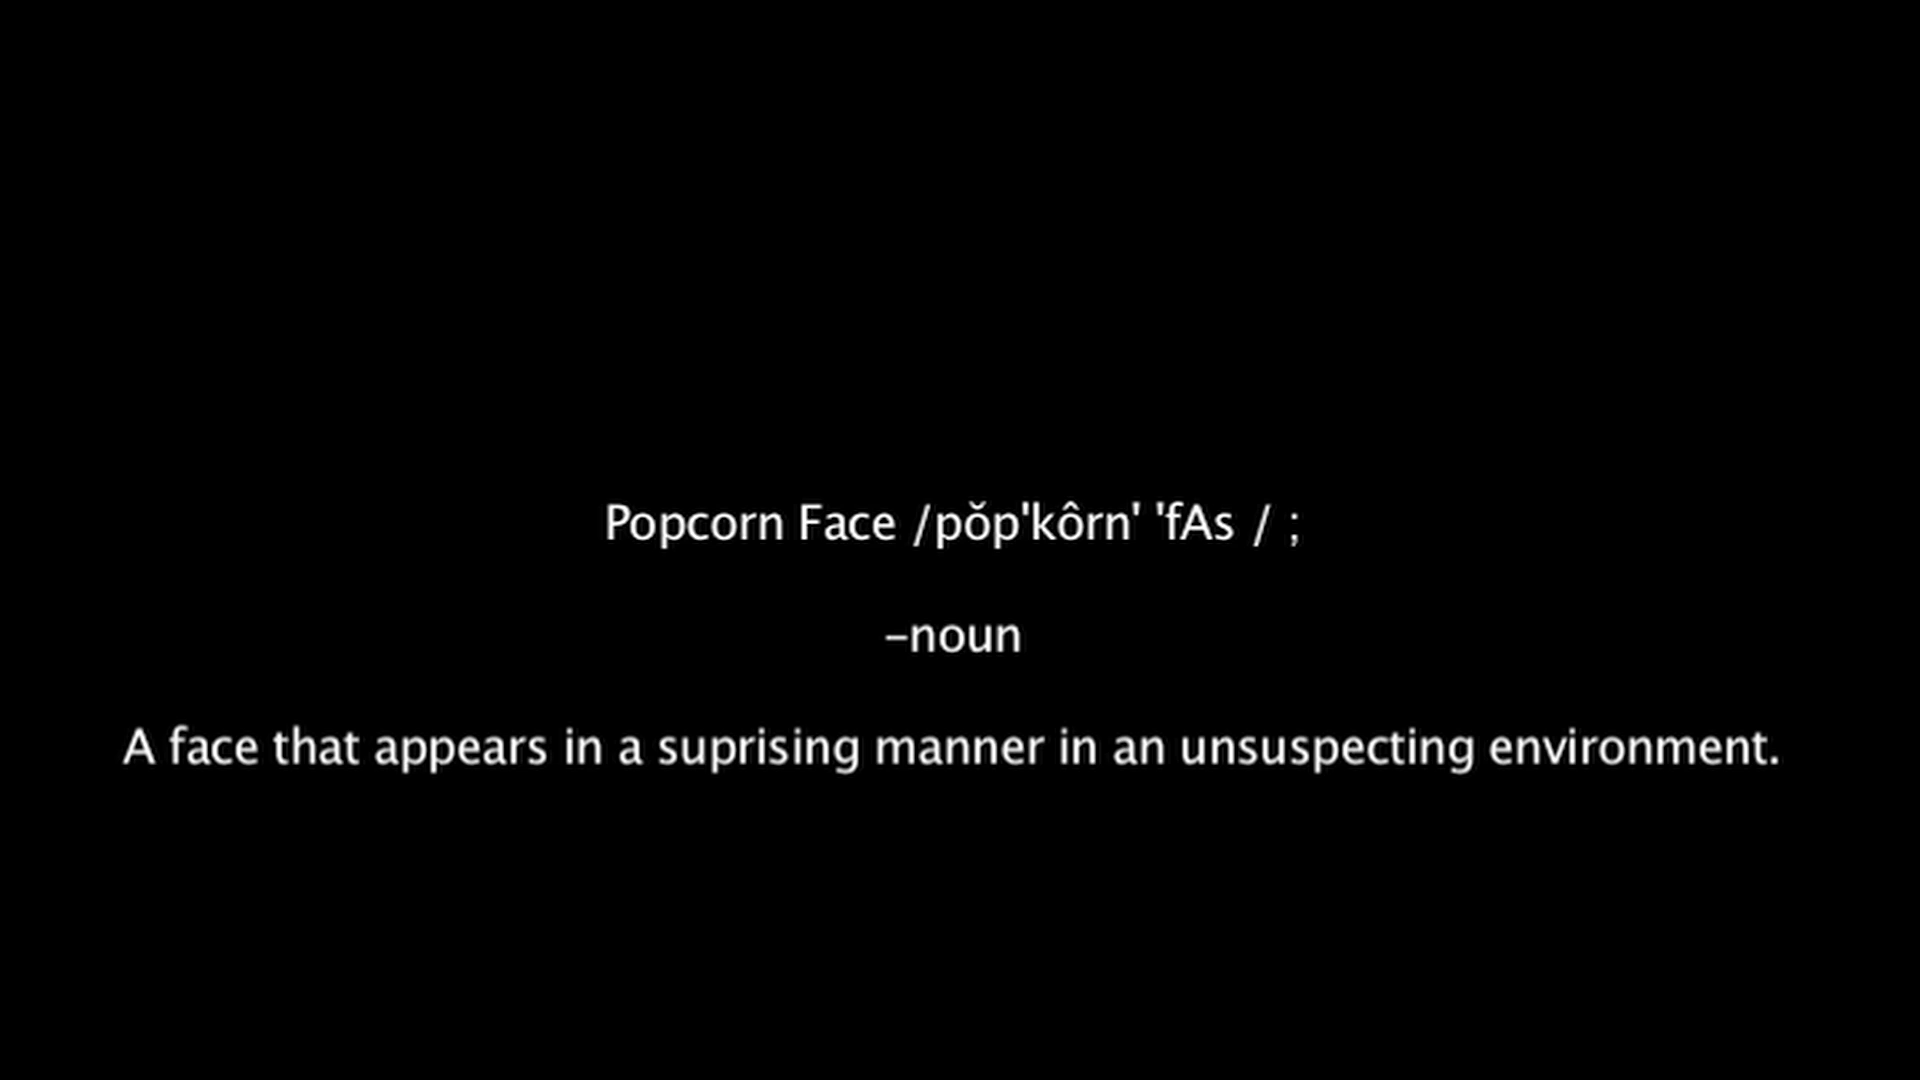 Popcorn Face /pŏp'kôrn' 'fAs / ;
–noun
A face that appears in a suprising manner in an unsuspecting environment.